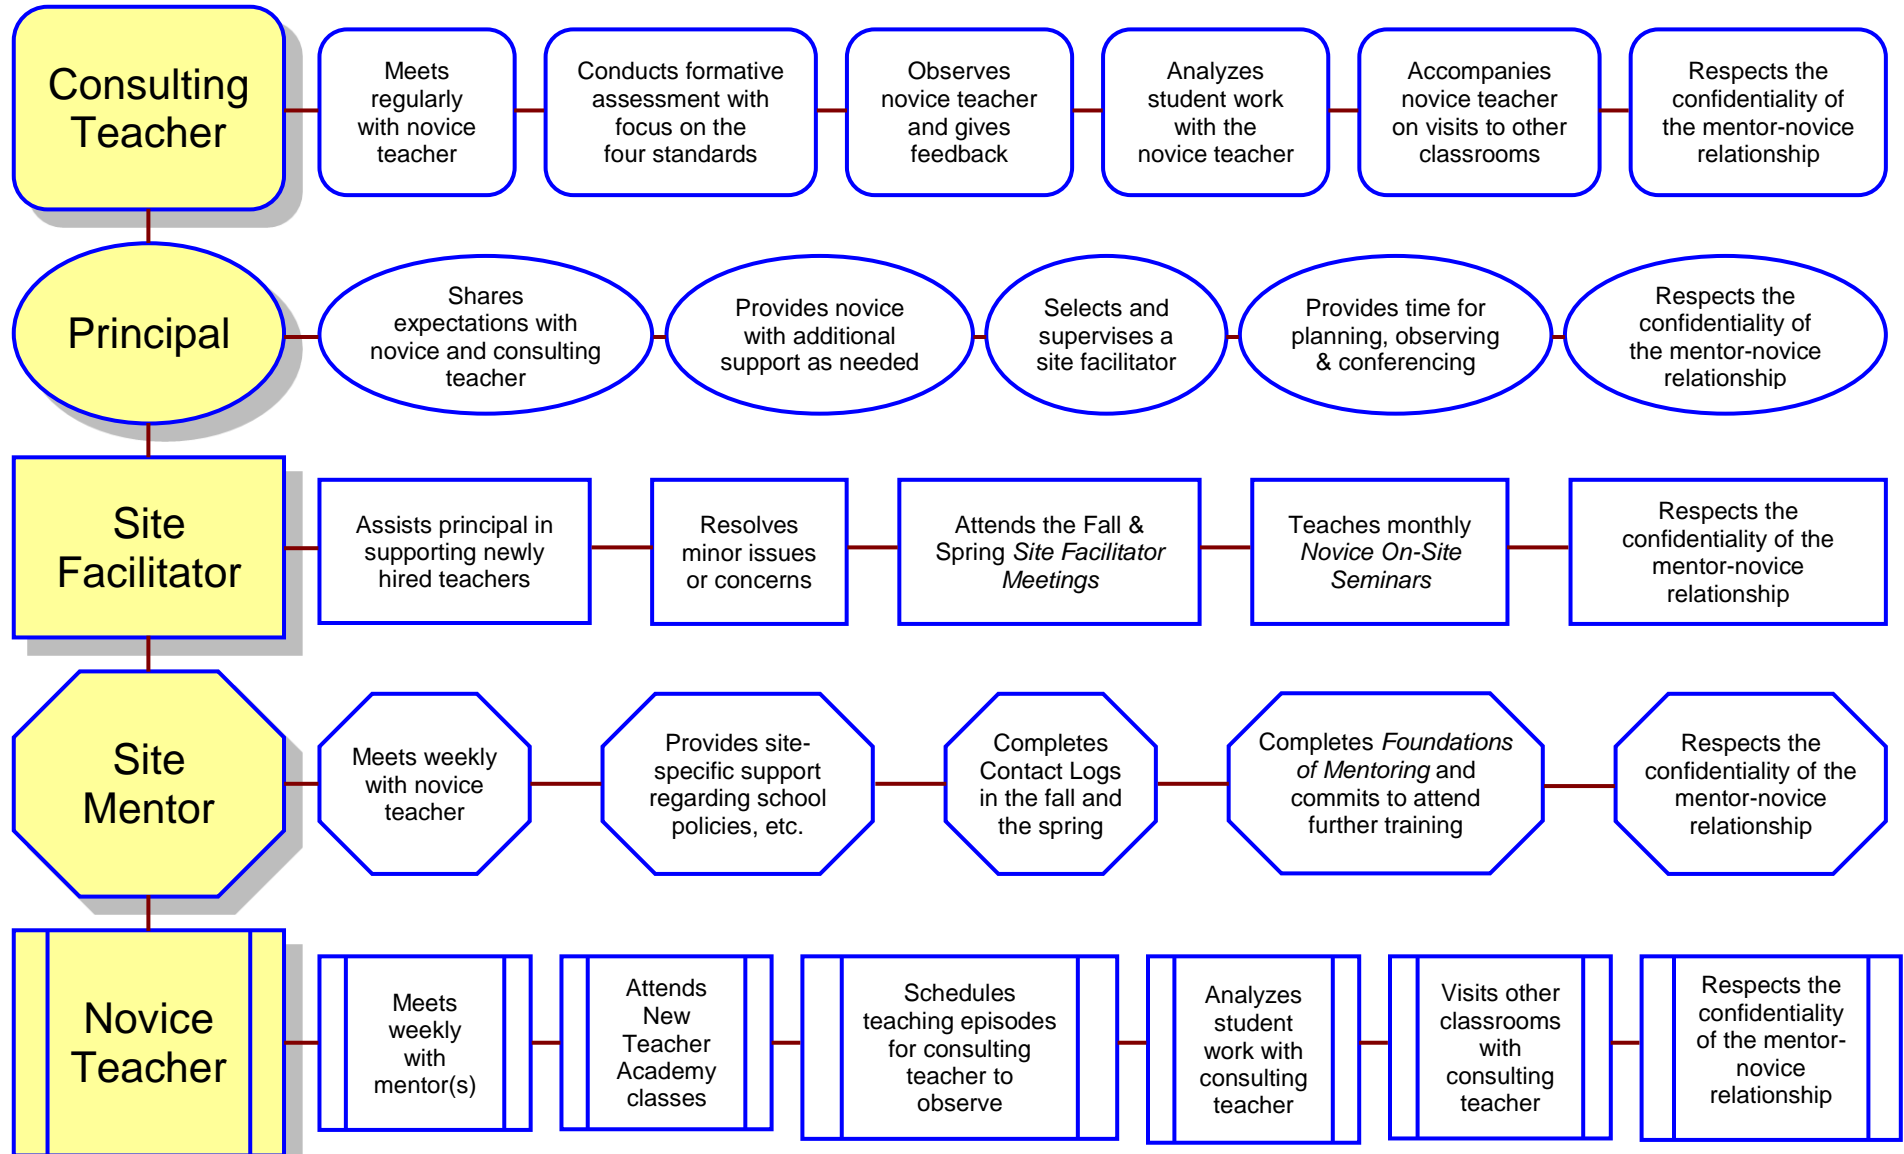 Consulting
Teacher
Meets
regularly
with novice
teacher
Conducts formative
assessment with
focus on the
four standards
Observes
novice teacher
and gives
feedback
Analyzes
student work
with the
novice teacher
Accompanies
novice teacher
on visits to other
classrooms
Respects the
confidentiality of
the mentor-novice
relationship
Principal
Shares
expectations with
novice and consulting
teacher
Provides novice
with additional
support as needed
Selects and
supervises a
site facilitator
Provides time for
planning, observing
& conferencing
Respects the
confidentiality of
the mentor-novice
relationship
Site
Facilitator
Assists principal in
supporting newly
hired teachers
Resolves
minor issues
or concerns
Attends the Fall &
Spring Site Facilitator
Meetings
Teaches monthly
Novice On-Site
Seminars
Respects the
confidentiality of the
mentor-novice
relationship
Site
Mentor
Meets weekly
with novice
teacher
Provides site-
specific support
regarding school
policies, etc.
Completes
Contact Logs
in the fall and
the spring
Completes Foundations
of Mentoring and
commits to attend
further training
Respects the
confidentiality of the
mentor-novice
relationship
Novice
Teacher
Meets
weekly
with
mentor(s)
Attends
New
Teacher
Academy
classes
Schedules
teaching episodes
for consulting
teacher to
observe
Analyzes
student
work with
consulting
teacher
Visits other
classrooms
with
consulting
teacher
Respects the
confidentiality
of the mentor-
novice
relationship